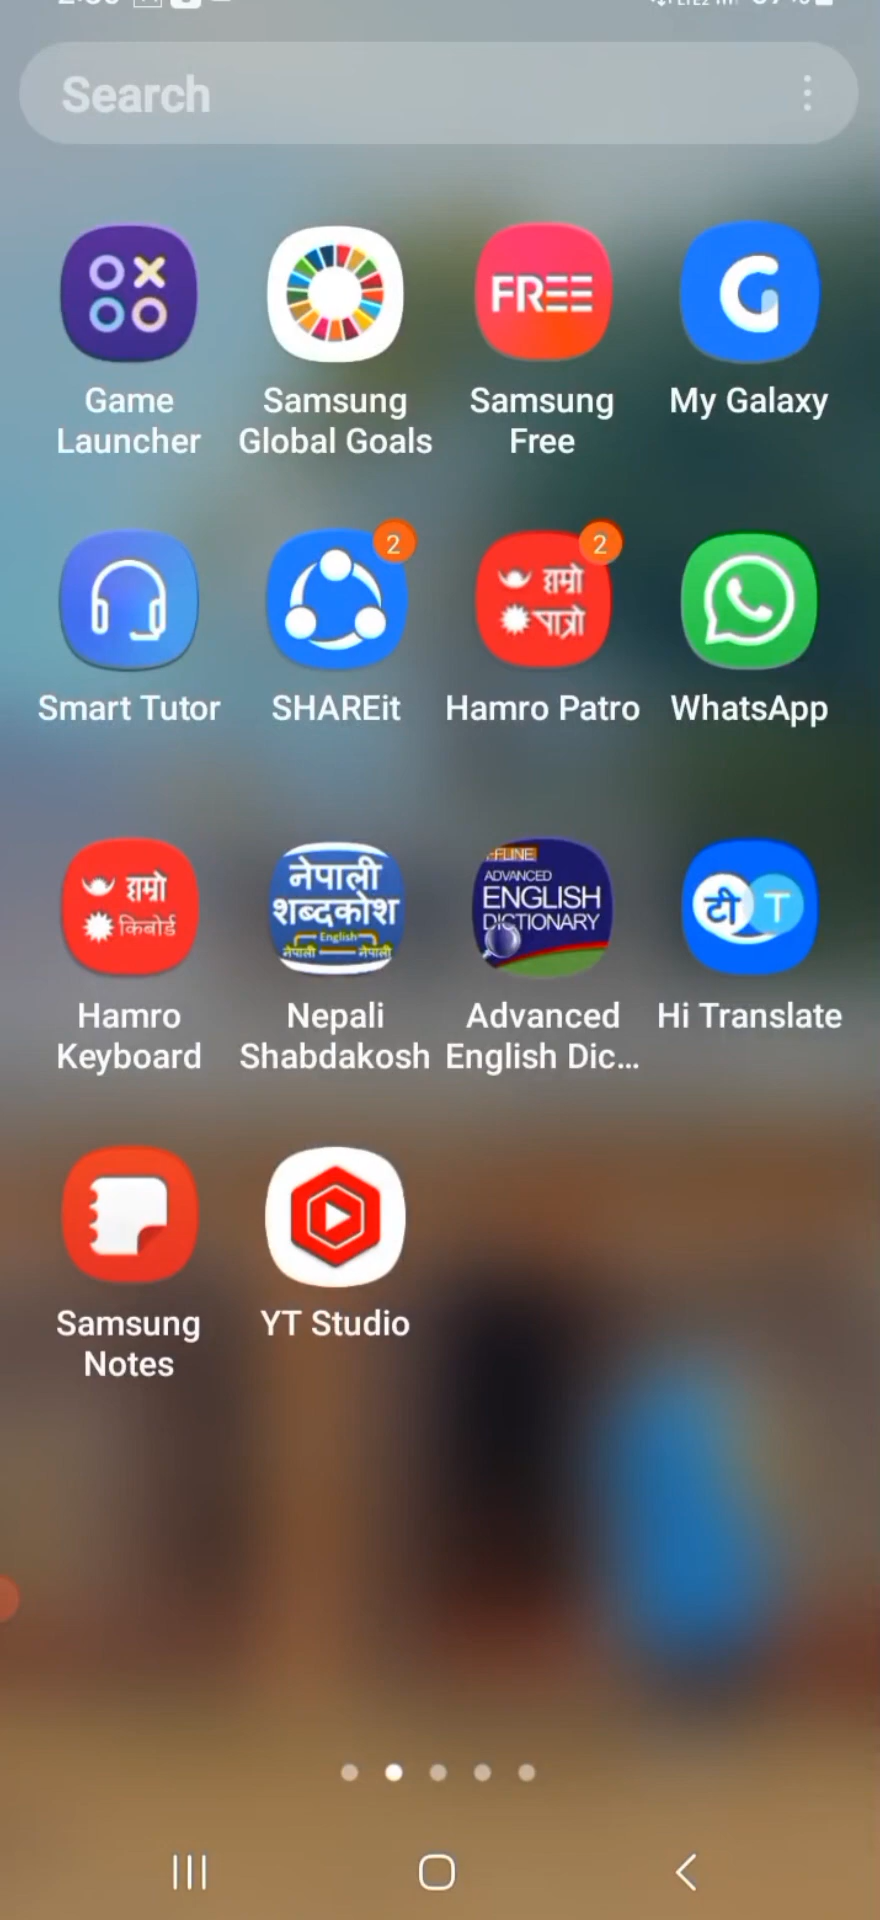 Search
FREE
G
Game
Launcher
Samsung
Global Goals
Samsung
Free
My Galaxy
2
2
हाम्रो
पात्रो
Smart Tutor
SHAREit
Hamro Patro
WhatsApp
हाम्रो
किबोर्ड
नेपाली
शब्दकोश
English
नेपाली
नेपाली
ADVANCED
ENGLISH
DICTIONARY
टी
T
Hamro
Keyboard
Nepali
Shabdakosh
Advanced
English Dic...
Hi Translate
Samsung
Notes
YT Studio